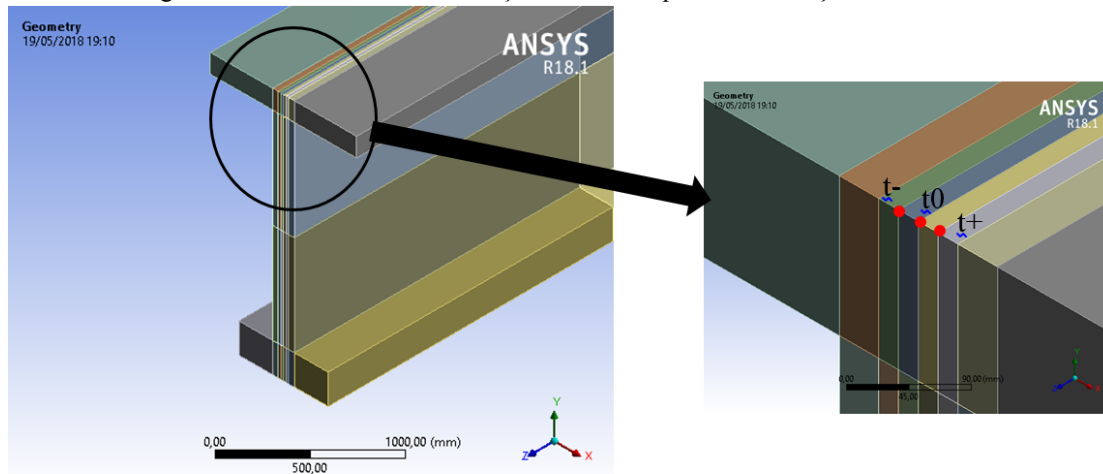 Geometry
19/05/2018 19:10
ANSYS
R18.1
0,00
1000,00 (mm)
500,00
Y
Z
X
Geometry
19/05/2018 19:10
ANSYS
R18.1
t-
t0
t+
0,00
90,00 (mm)
45,00
Y
Z
X